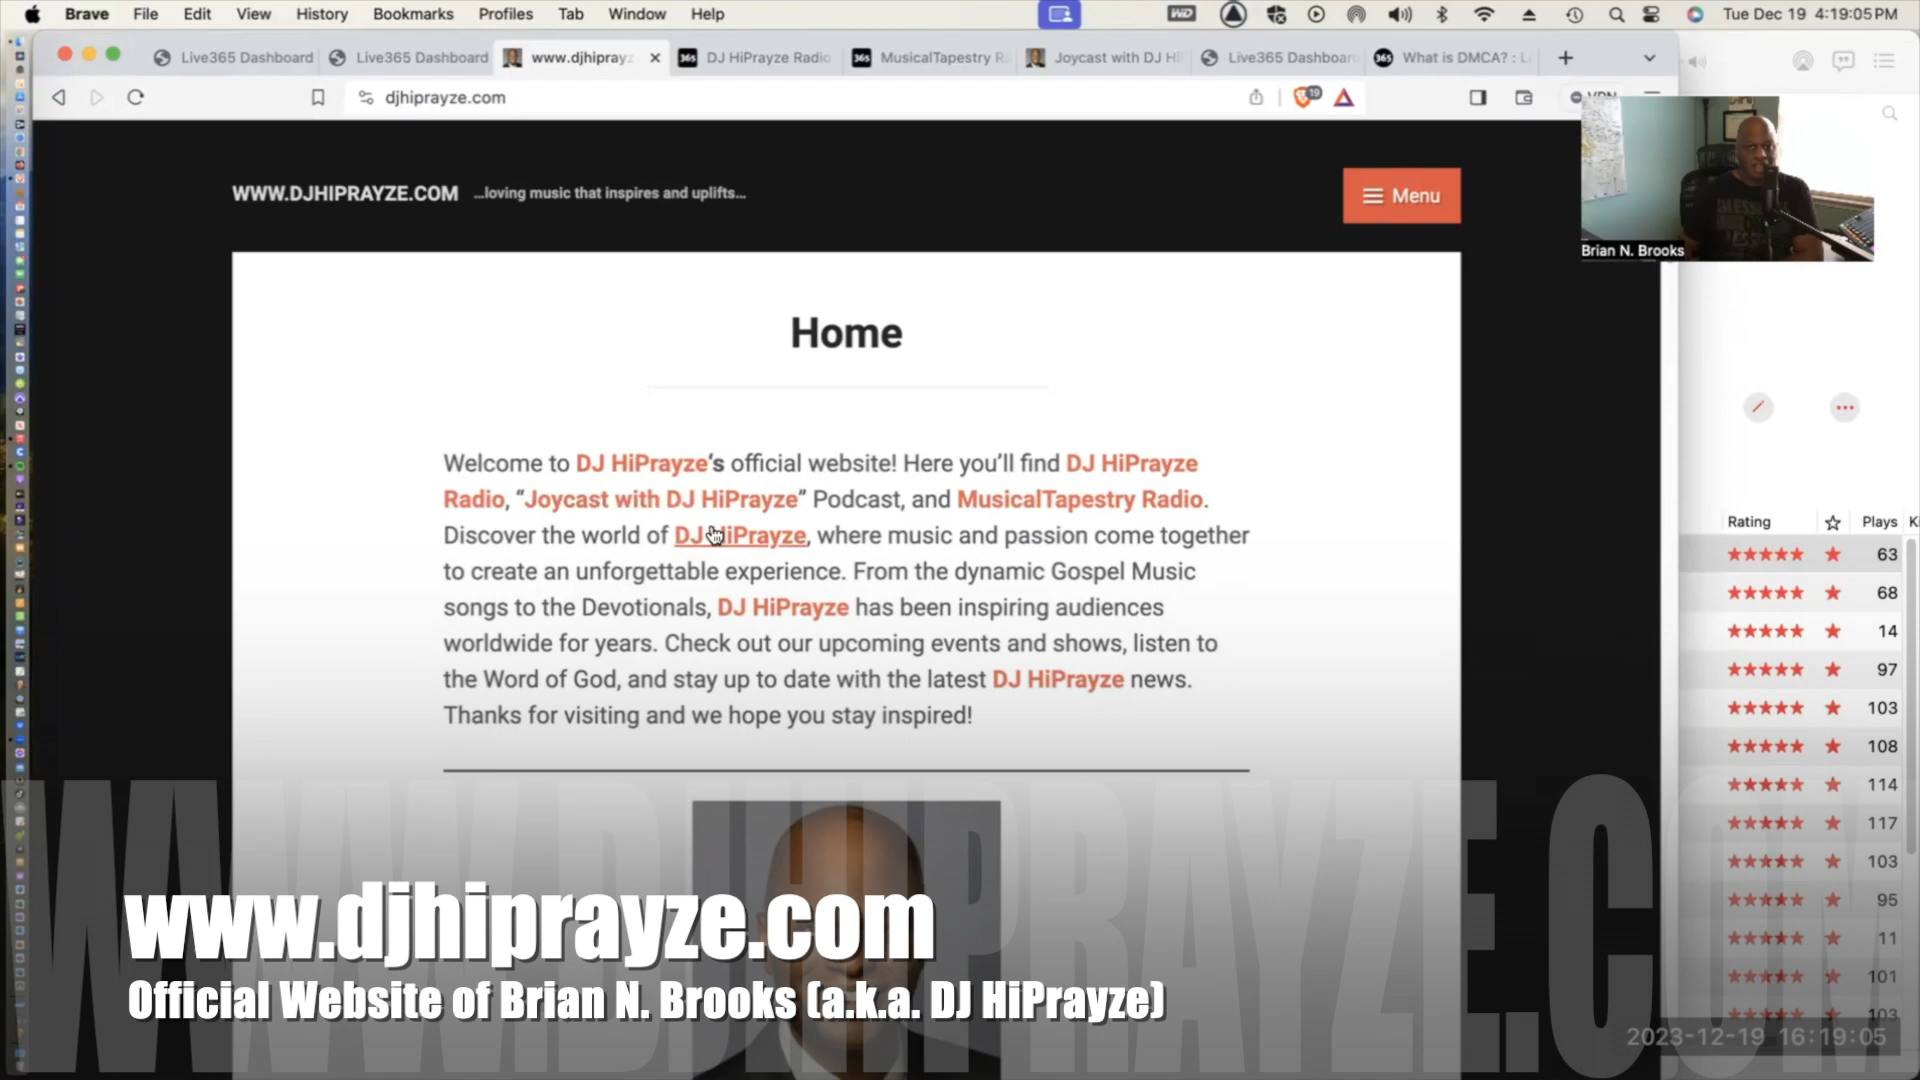 Brave File Edit View History Bookmarks Profiles Tab Window Help Tue Dec 19 4:19:05 PM
Live365 Dashboard Live365 Dashboard www.djhiprayz DJ HiPrayze Radio MusicalTapestry R Joycast with DJ Hi Live365 Dashboar What is DMCA? : L
djhiprayze.com 19 VPN
WWW.DJHIPRAYZE.COM ...loving music that inspires and uplifts... Menu
Brian N. Brooks
Home
Welcome to DJ HiPrayze‘s official website! Here you’ll find DJ HiPrayze
Radio, “Joycast with DJ HiPrayze” Podcast, and MusicalTapestry Radio.
Discover the world of DJ HiPrayze, where music and passion come together
to create an unforgettable experience. From the dynamic Gospel Music
songs to the Devotionals, DJ HiPrayze has been inspiring audiences
worldwide for years. Check out our upcoming events and shows, listen to
the Word of God, and stay up to date with the latest DJ HiPrayze news.
Thanks for visiting and we hope you stay inspired!
Rating Plays
63
68
14
97
103
108
114
117
103
95
11
101
103
WWW.DJHIPRAYZE.COM
www.djhiprayze.com
Official Website of Brian N. Brooks (a.k.a. DJ HiPrayze)
2023-12-19 16:19:05